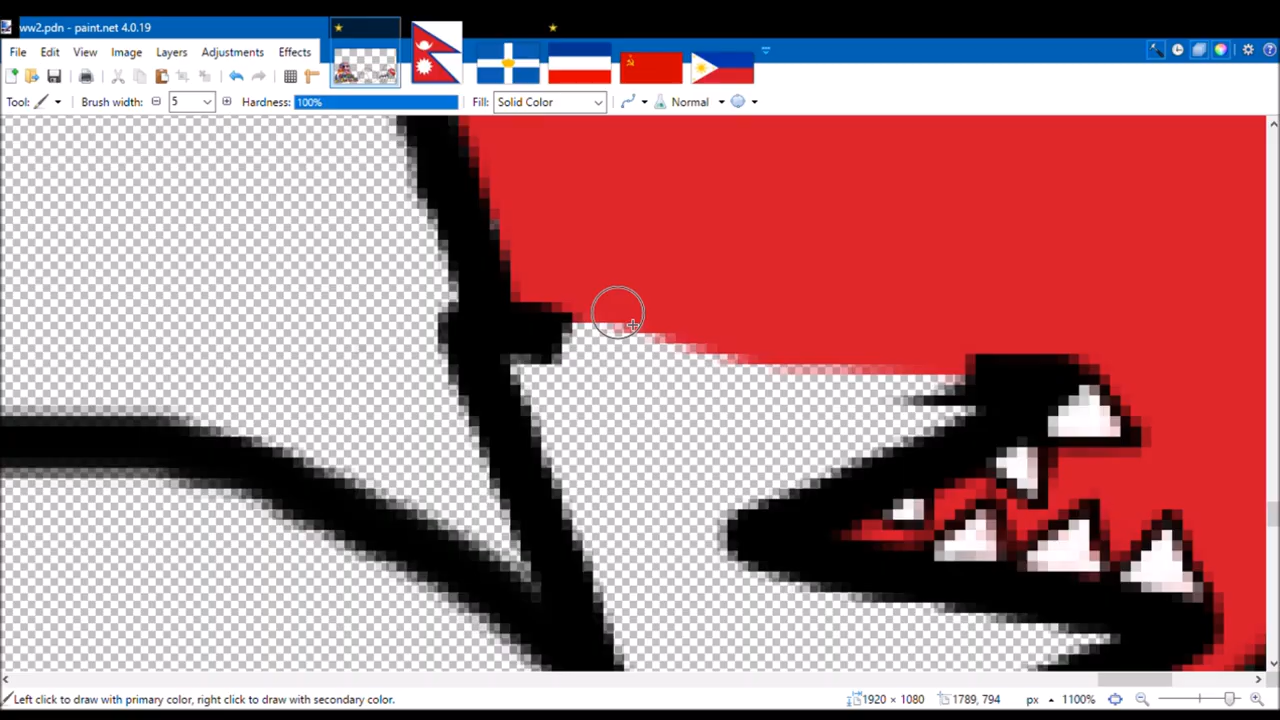 ww2.pdn - paint.net 4.0.19
File Edit View Image Layers Adjustments Effects
Tool: Brush width: 5 Hardness: 100% Fill: Solid Color Normal
Left click to draw with primary color, right click to draw with secondary color. 1920 × 1080 1789, 794 px 1100%